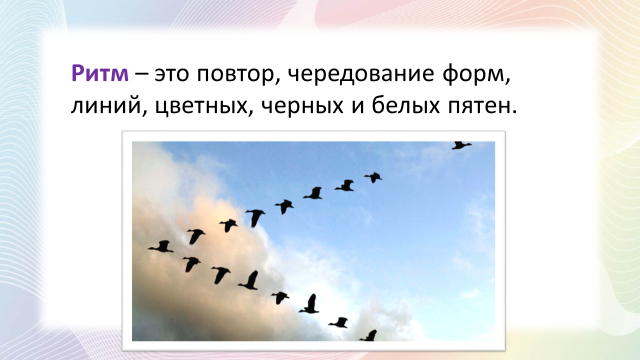 Ритм – это повтор, чередование форм,
линий, цветных, черных и белых пятен.